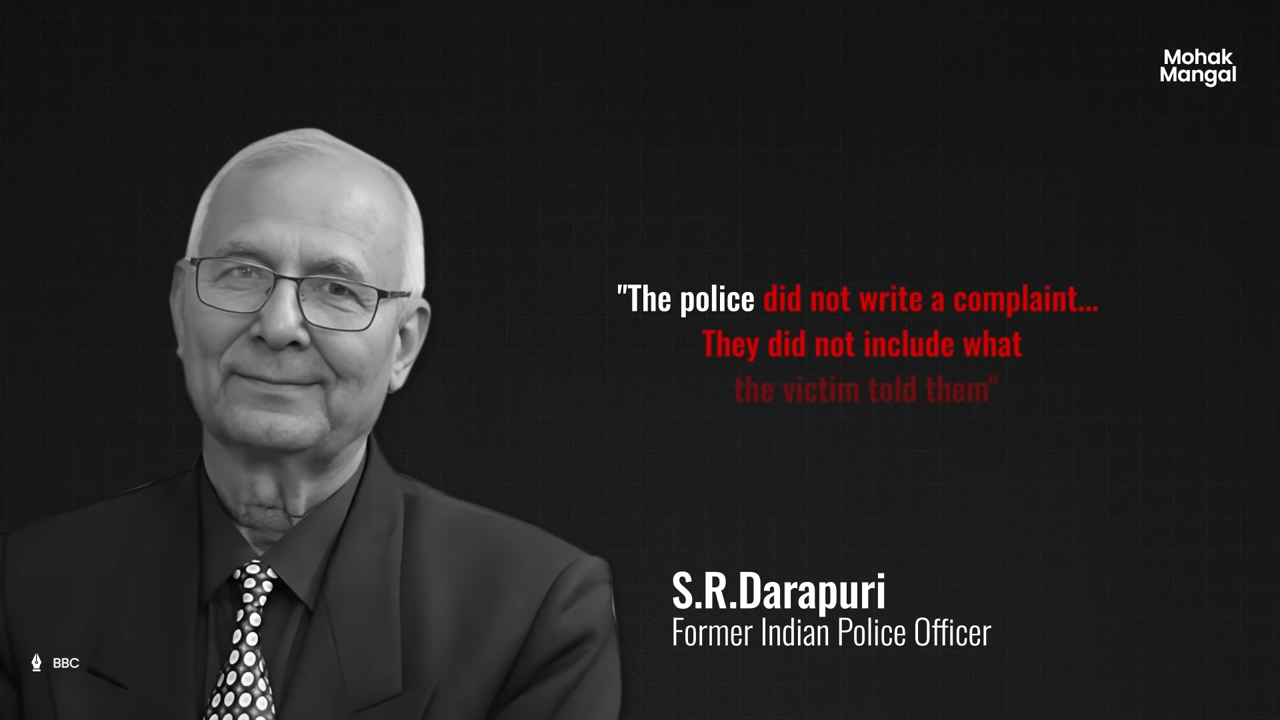 Mohak
Mangal
"The police did not write a complaint...
They did not include what
the victim told them"
S.R.Darapuri
Former Indian Police Officer
BBC